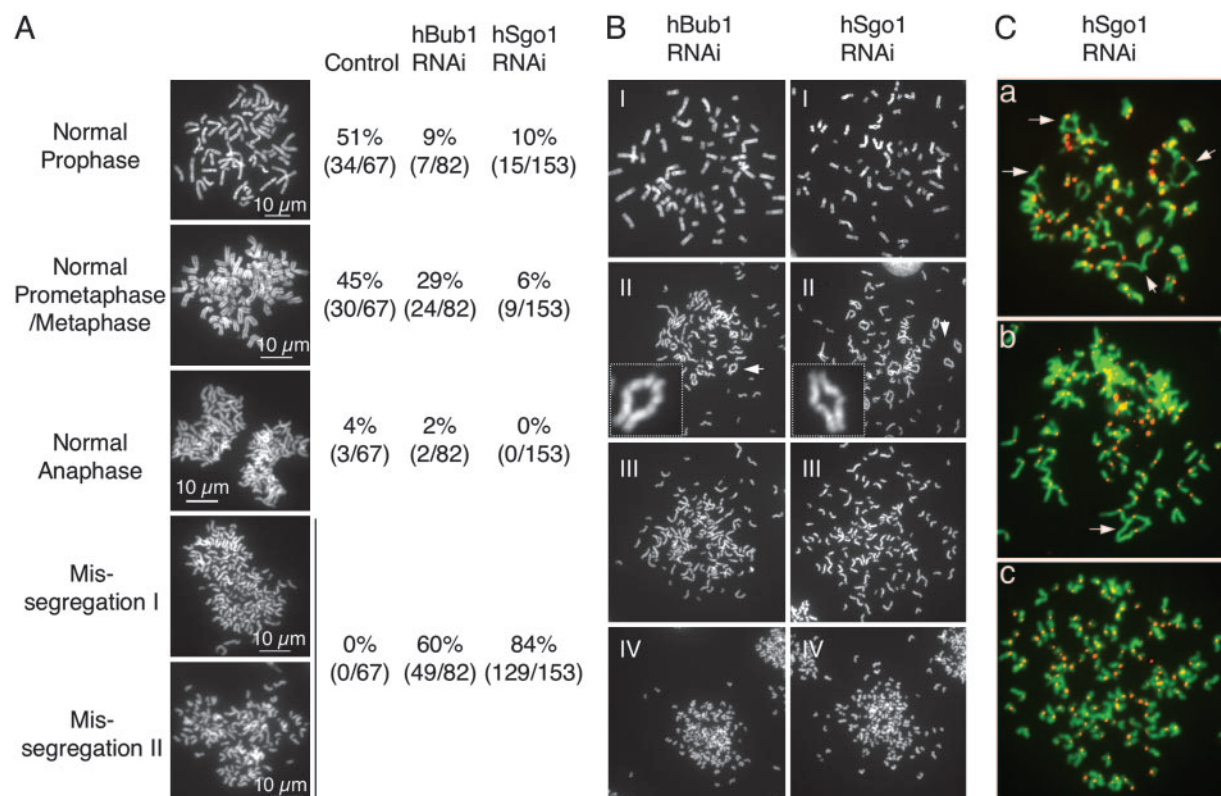 A
Control
hBub1
RNAi
hSgo1
RNAi
Normal
Prophase
10 µm
51%
(34/67)
9%
(7/82)
10%
(15/153)
Normal
Prometaphase
/Metaphase
10 µm
45%
(30/67)
29%
(24/82)
6%
(9/153)
Normal
Anaphase
10 µm
4%
(3/67)
2%
(2/82)
0%
(0/153)
Mis-
segregation I
10 µm
0%
(0/67)
60%
(49/82)
84%
(129/153)
Mis-
segregation II
10 µm
B
hBub1
RNAi
hSgo1
RNAi
I
I
II
II
III
III
IV
IV
C
hSgo1
RNAi
a
b
c